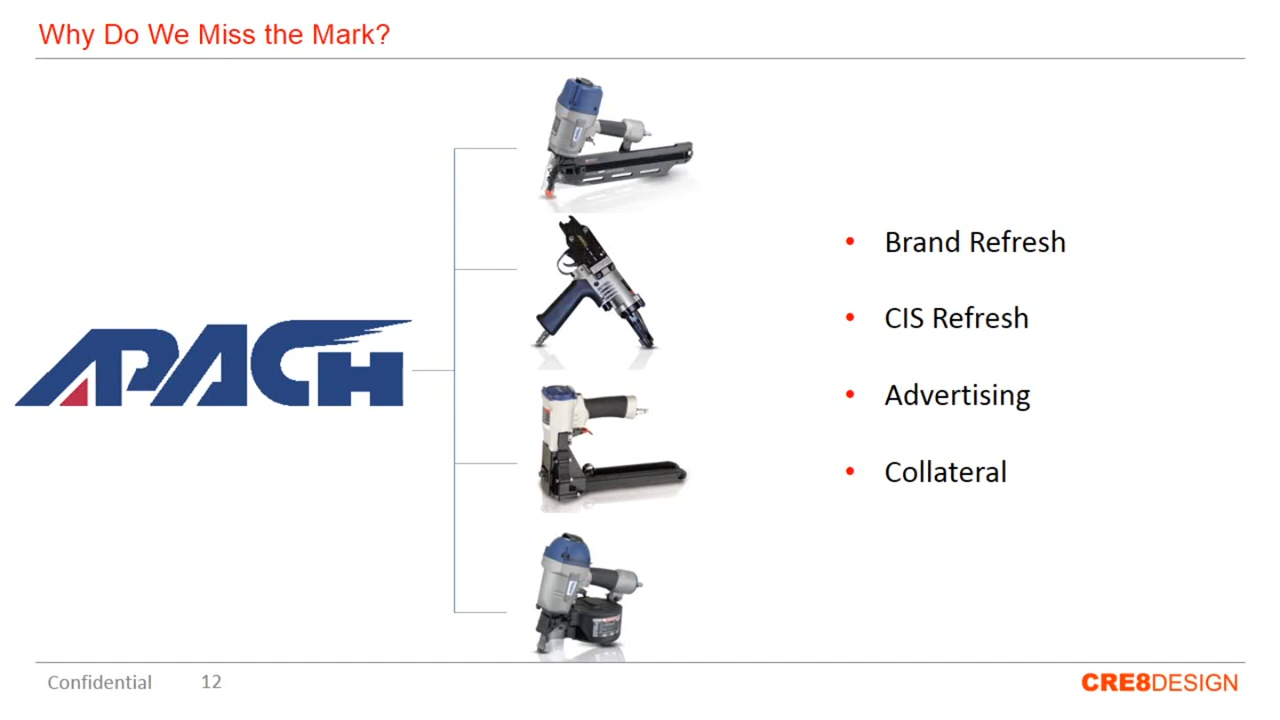 Why Do We Miss the Mark?
APACH
• Brand Refresh
• CIS Refresh
• Advertising
• Collateral
Confidential 12
CRE8DESIGN